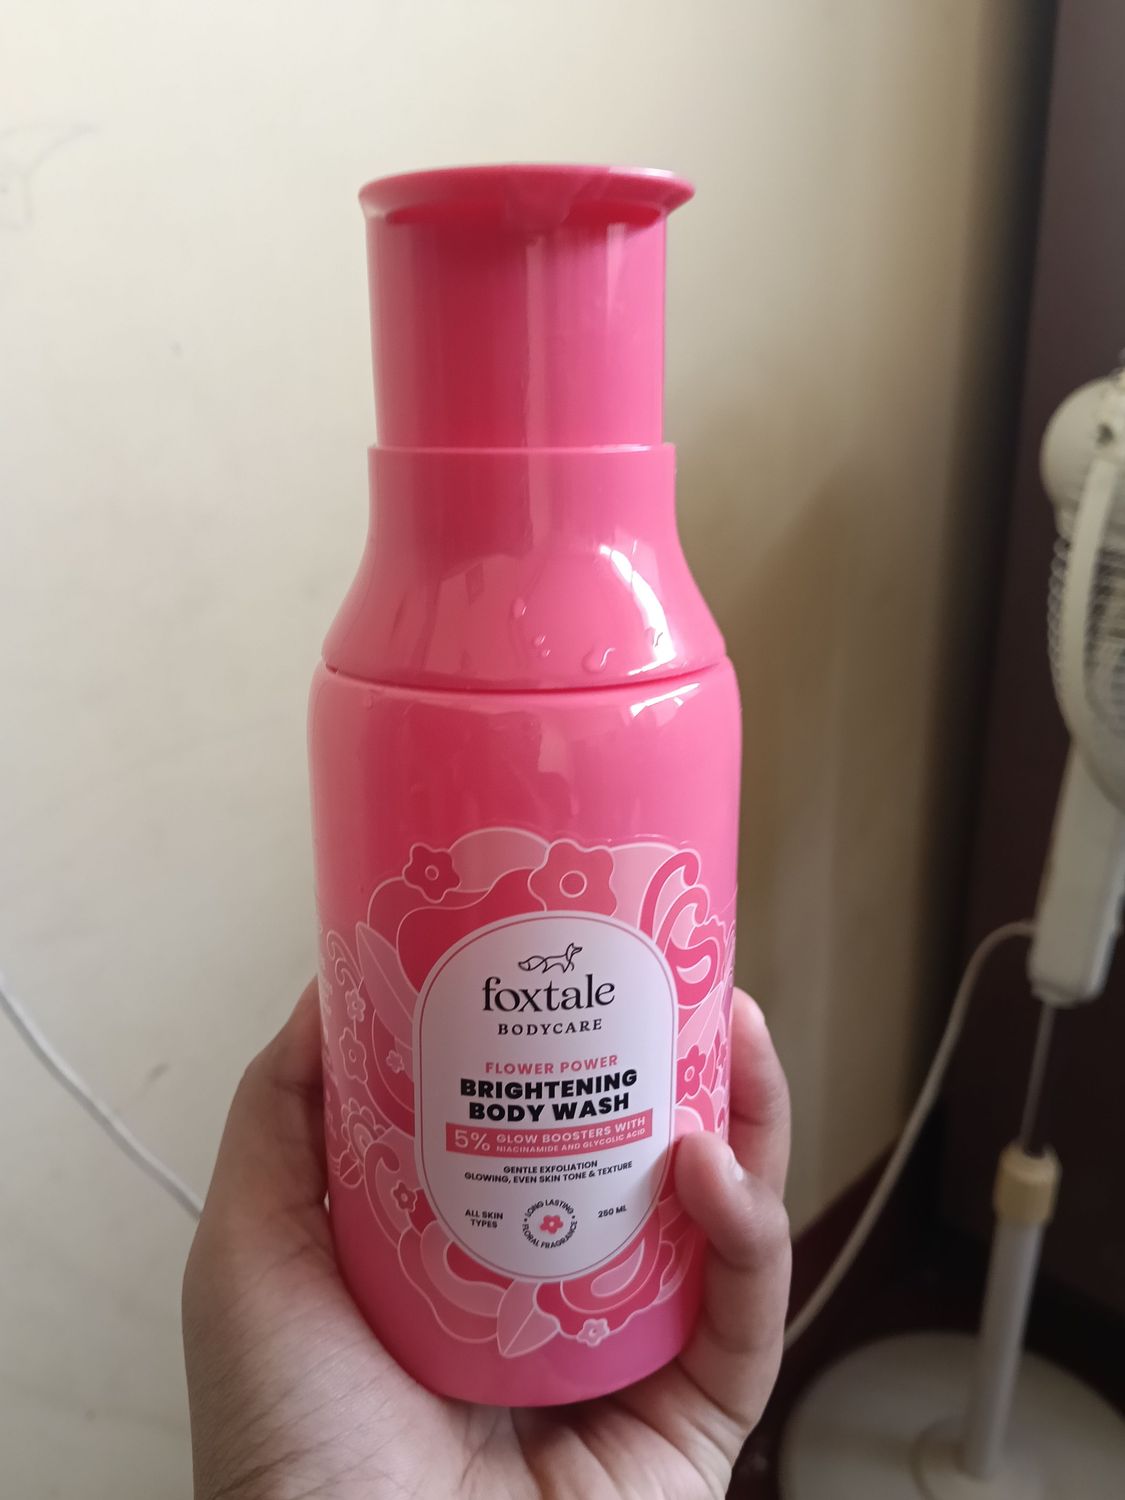 foxtale
BODYCARE
FLOWER POWER
BRIGHTENING
BODY WASH
5% GLOW BOOSTERS WITH
NIACINAMIDE AND GLYCOLIC ACID
GENTLE EXFOLIATION
GLOWING, EVEN SKIN TONE & TEXTURE
ALL SKIN
TYPES
LONG LASTING
FLORAL FRAGRANCE
250 ML